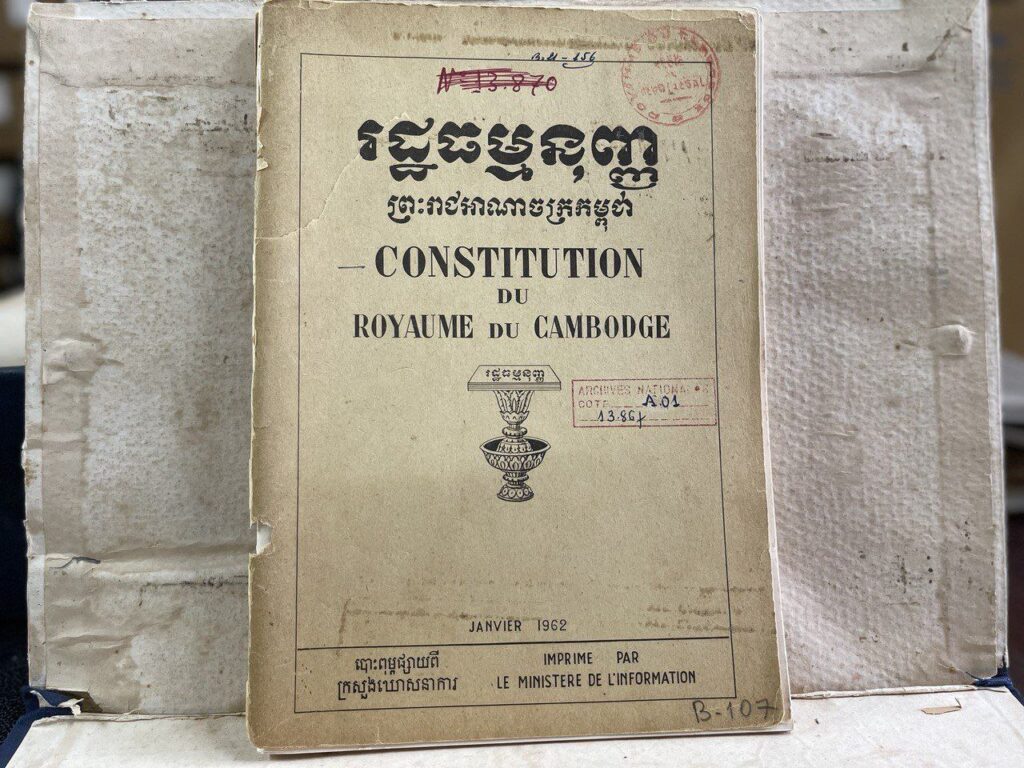 B.U-156
Nº 13.870
រដ្ឋធម្មនុញ្ញ
ព្រះរាជអាណាចក្រកម្ពុជា
CONSTITUTION
DU
ROYAUME DU CAMBODGE
រដ្ឋធម្មនុញ្ញ
ARCHIVES NATIONALES
COTE A.01
13.867
JANVIER 1962
បោះពុម្ពផ្សាយពី
ក្រសួងឃោសនាការ
IMPRIME PAR
LE MINISTERE DE L'INFORMATION
B-107